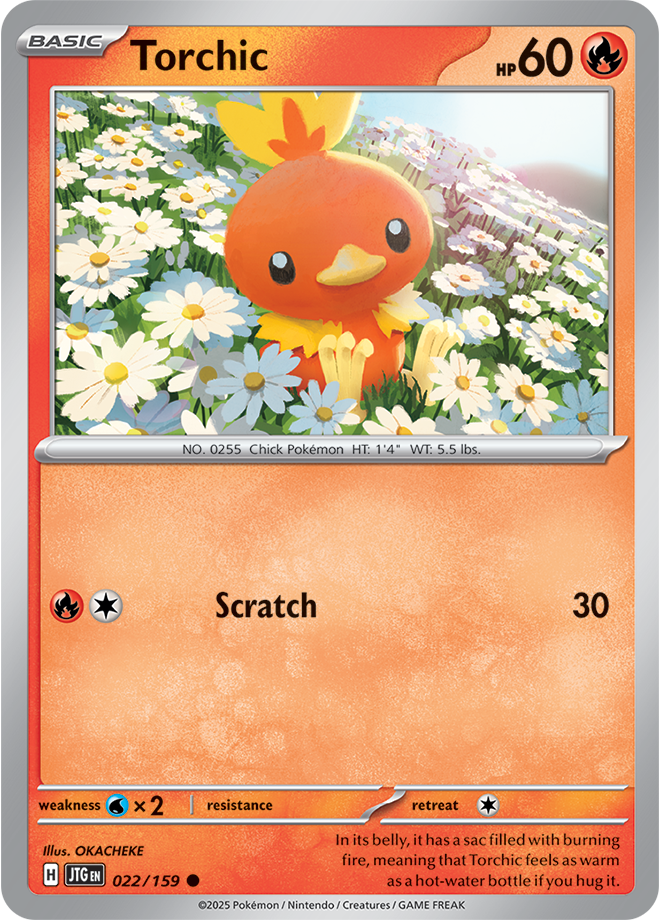 BASIC
Torchic
HP 60
NO. 0255 Chick Pokémon HT: 1'4" WT: 5.5 lbs.
Scratch 30
weakness × 2 resistance retreat
Illus. OKACHEKE
In its belly, it has a sac filled with burning
fire, meaning that Torchic feels as warm
as a hot-water bottle if you hug it.
H JTG EN 022/159
©2025 Pokémon / Nintendo / Creatures / GAME FREAK